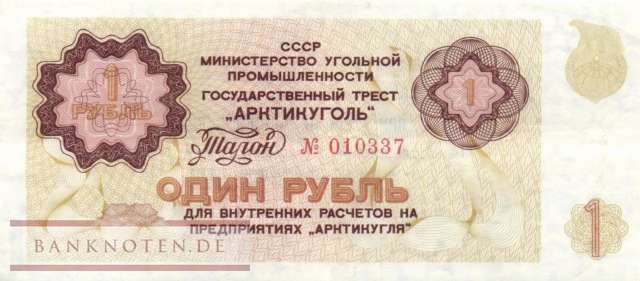 СССР
МИНИСТЕРСТВО УГОЛЬНОЙ
ПРОМЫШЛЕННОСТИ
ГОСУДАРСТВЕННЫЙ ТРЕСТ
„АРКТИКУГОЛЬ"
1
РУБЛЬ
1
Талон № 010337
ОДИН РУБЛЬ
ДЛЯ ВНУТРЕННИХ РАСЧЕТОВ НА
ПРЕДПРИЯТИЯХ „АРКТИКУГЛЯ"
1
BANKNOTEN.DE